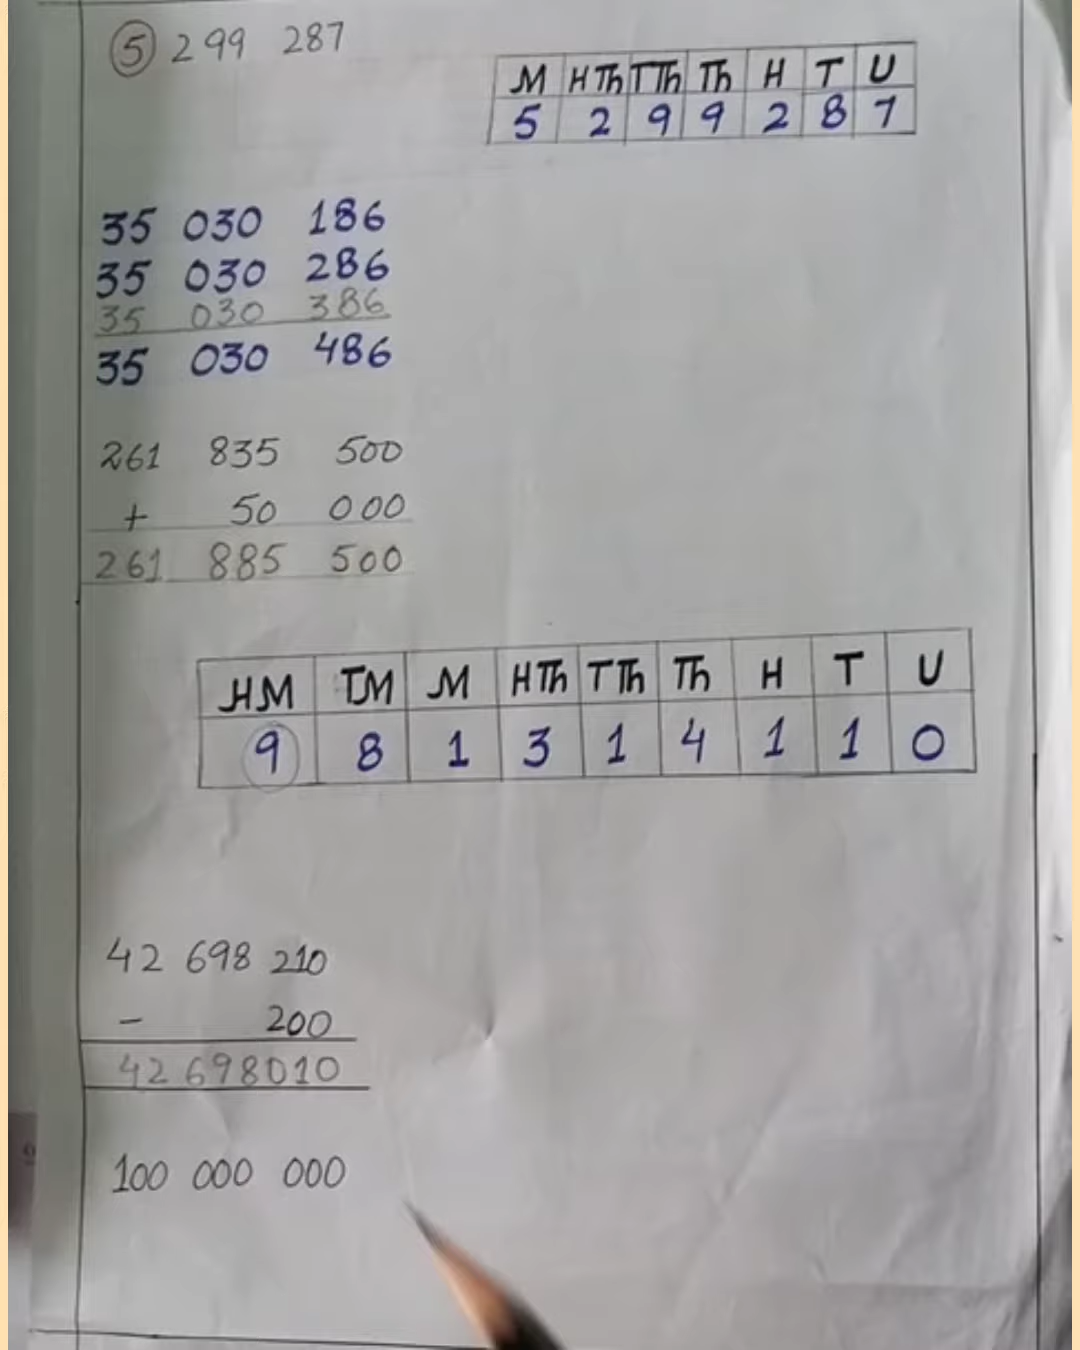 5 299 287
M HTh TTh Th H T U
5 2 9 9 2 8 7
35 030 186
35 030 286
35 030 386
35 030 486
261 835 500
+ 50 000
261 885 500
HM TM M HTh TTh Th H T U
9 8 1 3 1 4 1 1 0
42 698 210
- 200
42 698010
100 000 000